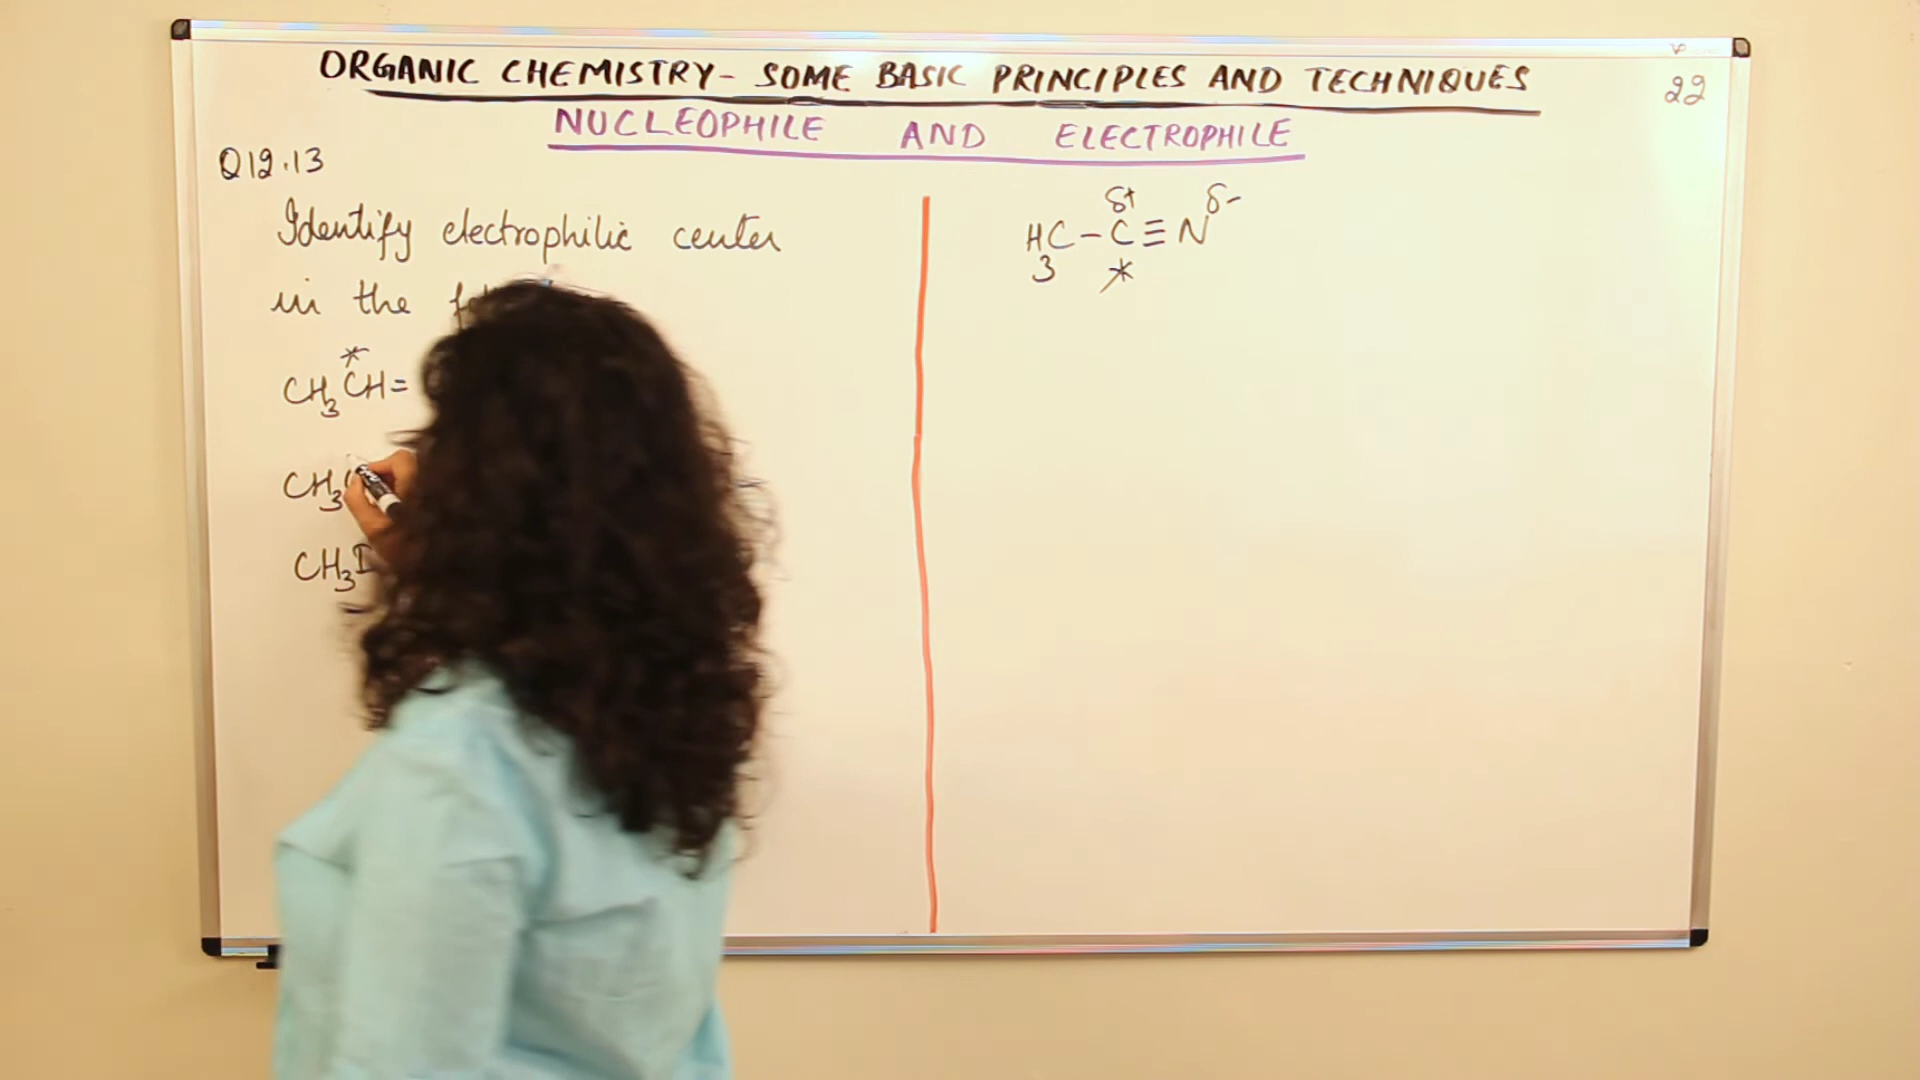 ORGANIC CHEMISTRY- SOME BASIC PRINCIPLES AND TECHNIQUES
22
NUCLEOPHILE AND ELECTROPHILE
Q12.13
Identify electrophilic center
in the
*
CH3CH=
CH3
CH3I
δ+ δ-
H3C-C≡N
*